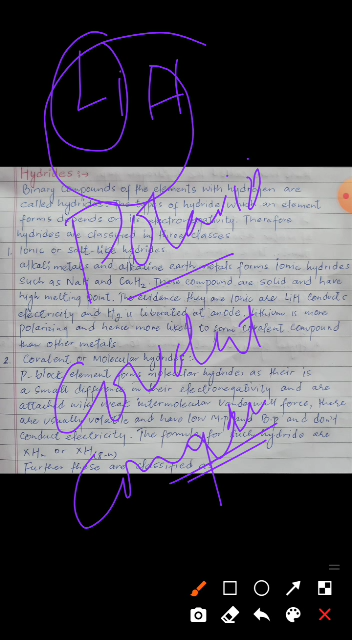 LiH
Hydrides :-
Binary compounds of the elements with hydrogen are
called hydrides. The types of hydride which an element
forms depends on its electronegativity. Therefore
hydrides are classified in three classes
1. Ionic or salt-like hydrides
alkali metals and alkaline earth metals forms ionic hydrides
such as NaH and CaH2. These compound are solid and have
high melting point. The evidence they are ionic are LiH conducts
electricity and H2 is liberated at anode. Lithium is more
polarizing and hence more likely to form covalent compound
than other metals.
2. Covalent or Molecular hydrides :
P-block element forms molecular hydrides as their is
a small difference in their electronegativity and are
attached with weak intermolecular vanderwall force, these
are usually volatile and have low M.P and B.P and don't
conduct electricity. The formula for such hydride are
XHn or XH(8-n)
Further these are classified
Covalent